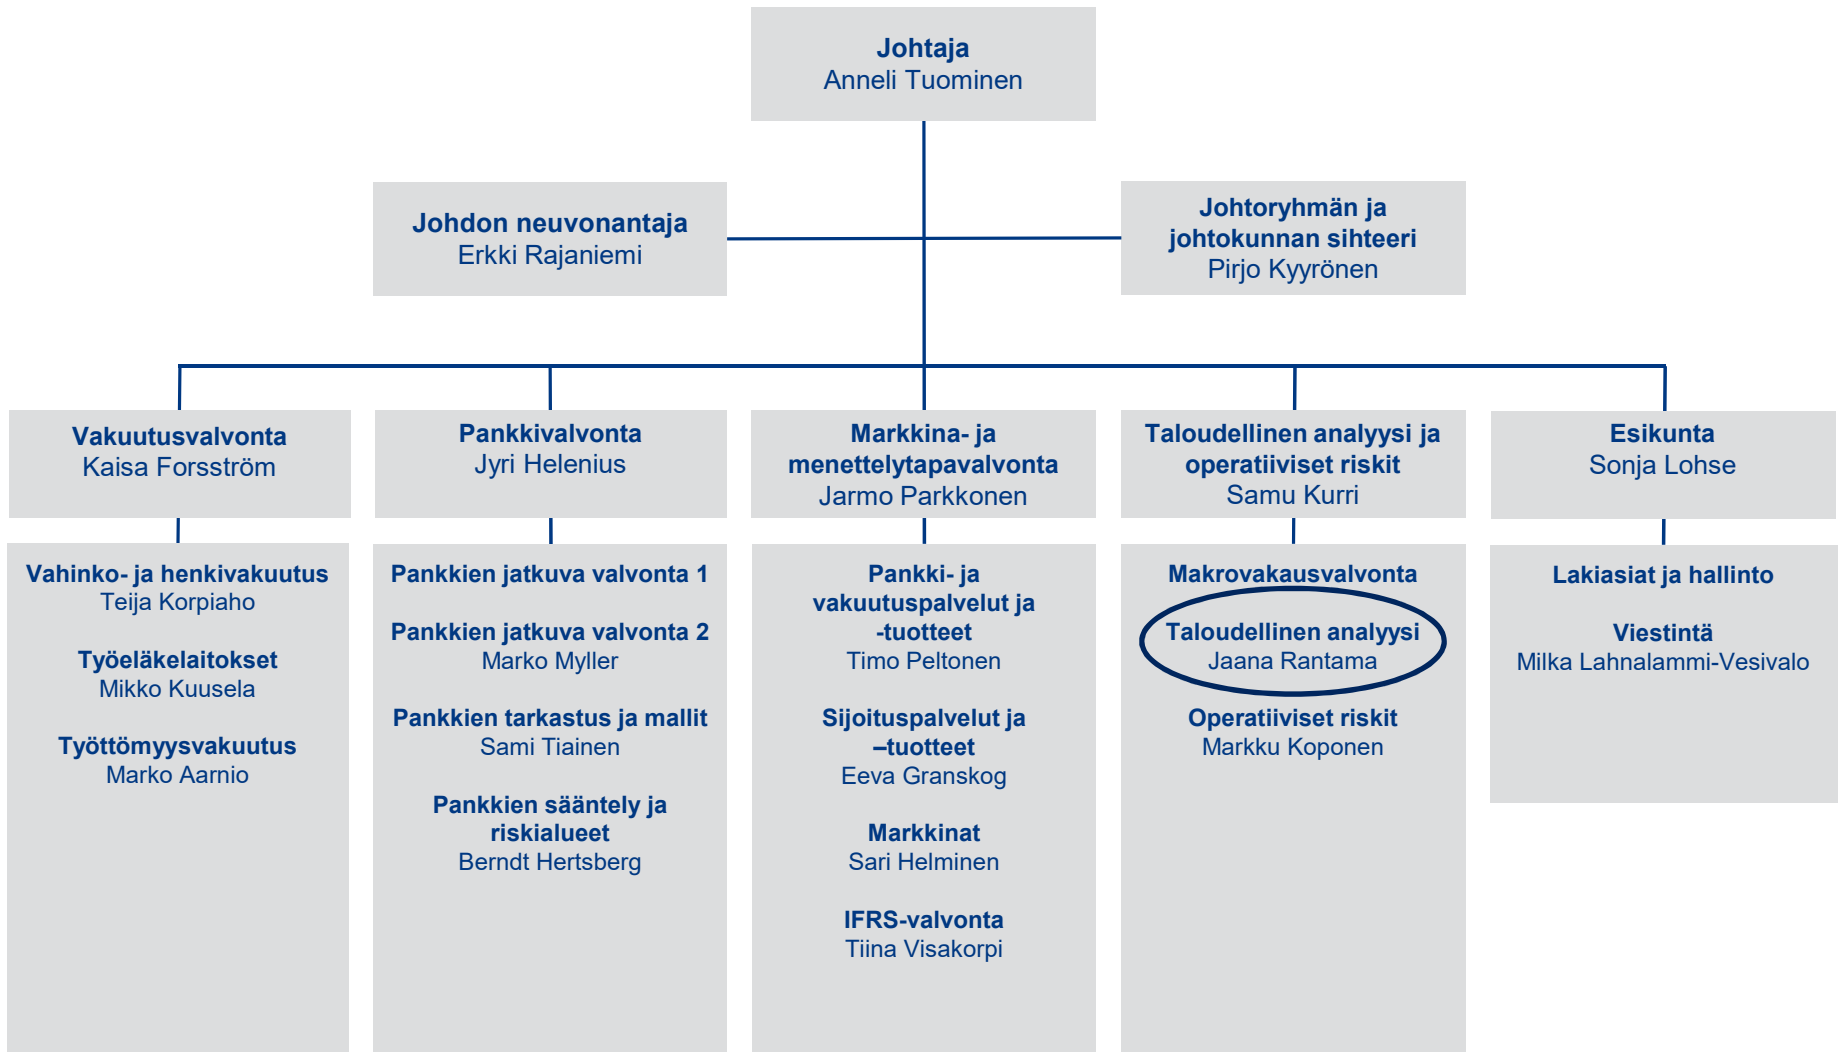 Johtaja
Anneli Tuominen
Johdon neuvonantaja
Erkki Rajaniemi
Johtoryhmän ja
johtokunnan sihteeri
Pirjo Kyyrönen
Vakuutusvalvonta
Kaisa Forsström
Pankkivalvonta
Jyri Helenius
Markkina- ja
menettelytapavalvonta
Jarmo Parkkonen
Taloudellinen analyysi ja
operatiiviset riskit
Samu Kurri
Esikunta
Sonja Lohse
Vahinko- ja henkivakuutus
Teija Korpiaho
Työeläkelaitokset
Mikko Kuusela
Työttömyysvakuutus
Marko Aarnio
Pankkien jatkuva valvonta 1
Pankkien jatkuva valvonta 2
Marko Myller
Pankkien tarkastus ja mallit
Sami Tiainen
Pankkien sääntely ja
riskialueet
Berndt Hertsberg
Pankki- ja
vakuutuspalvelut ja
-tuotteet
Timo Peltonen
Sijoituspalvelut ja
–tuotteet
Eeva Granskog
Markkinat
Sari Helminen
IFRS-valvonta
Tiina Visakorpi
Makrovakausvalvonta
Taloudellinen analyysi
Jaana Rantama
Operatiiviset riskit
Markku Koponen
Lakiasiat ja hallinto
Viestintä
Milka Lahnalammi-Vesivalo